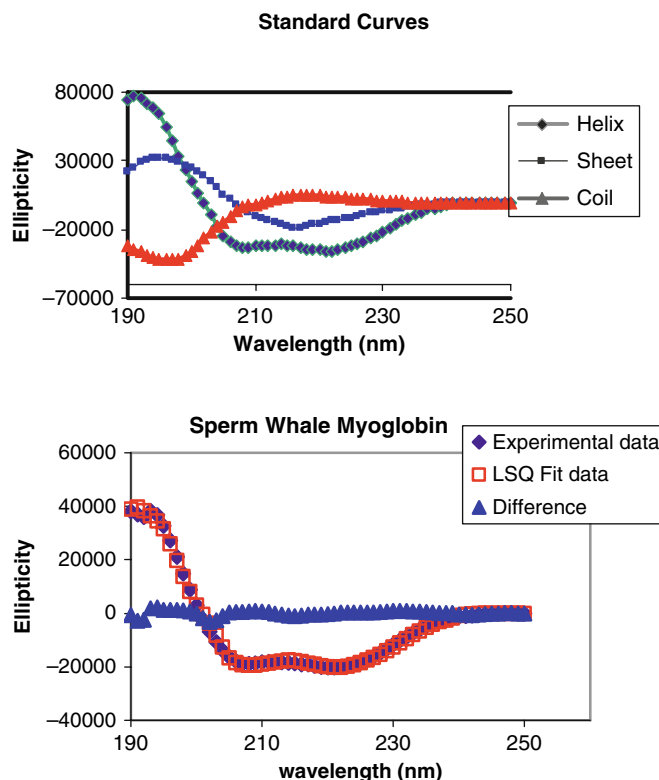 Standard Curves
80000
30000
−20000
−70000
Ellipticity
190
210
230
250
Wavelength (nm)
Helix
Sheet
Coil
Sperm Whale Myoglobin
Experimental data
LSQ Fit data
Difference
60000
40000
20000
0
−20000
−40000
Ellipticity
190
210
230
250
wavelength (nm)